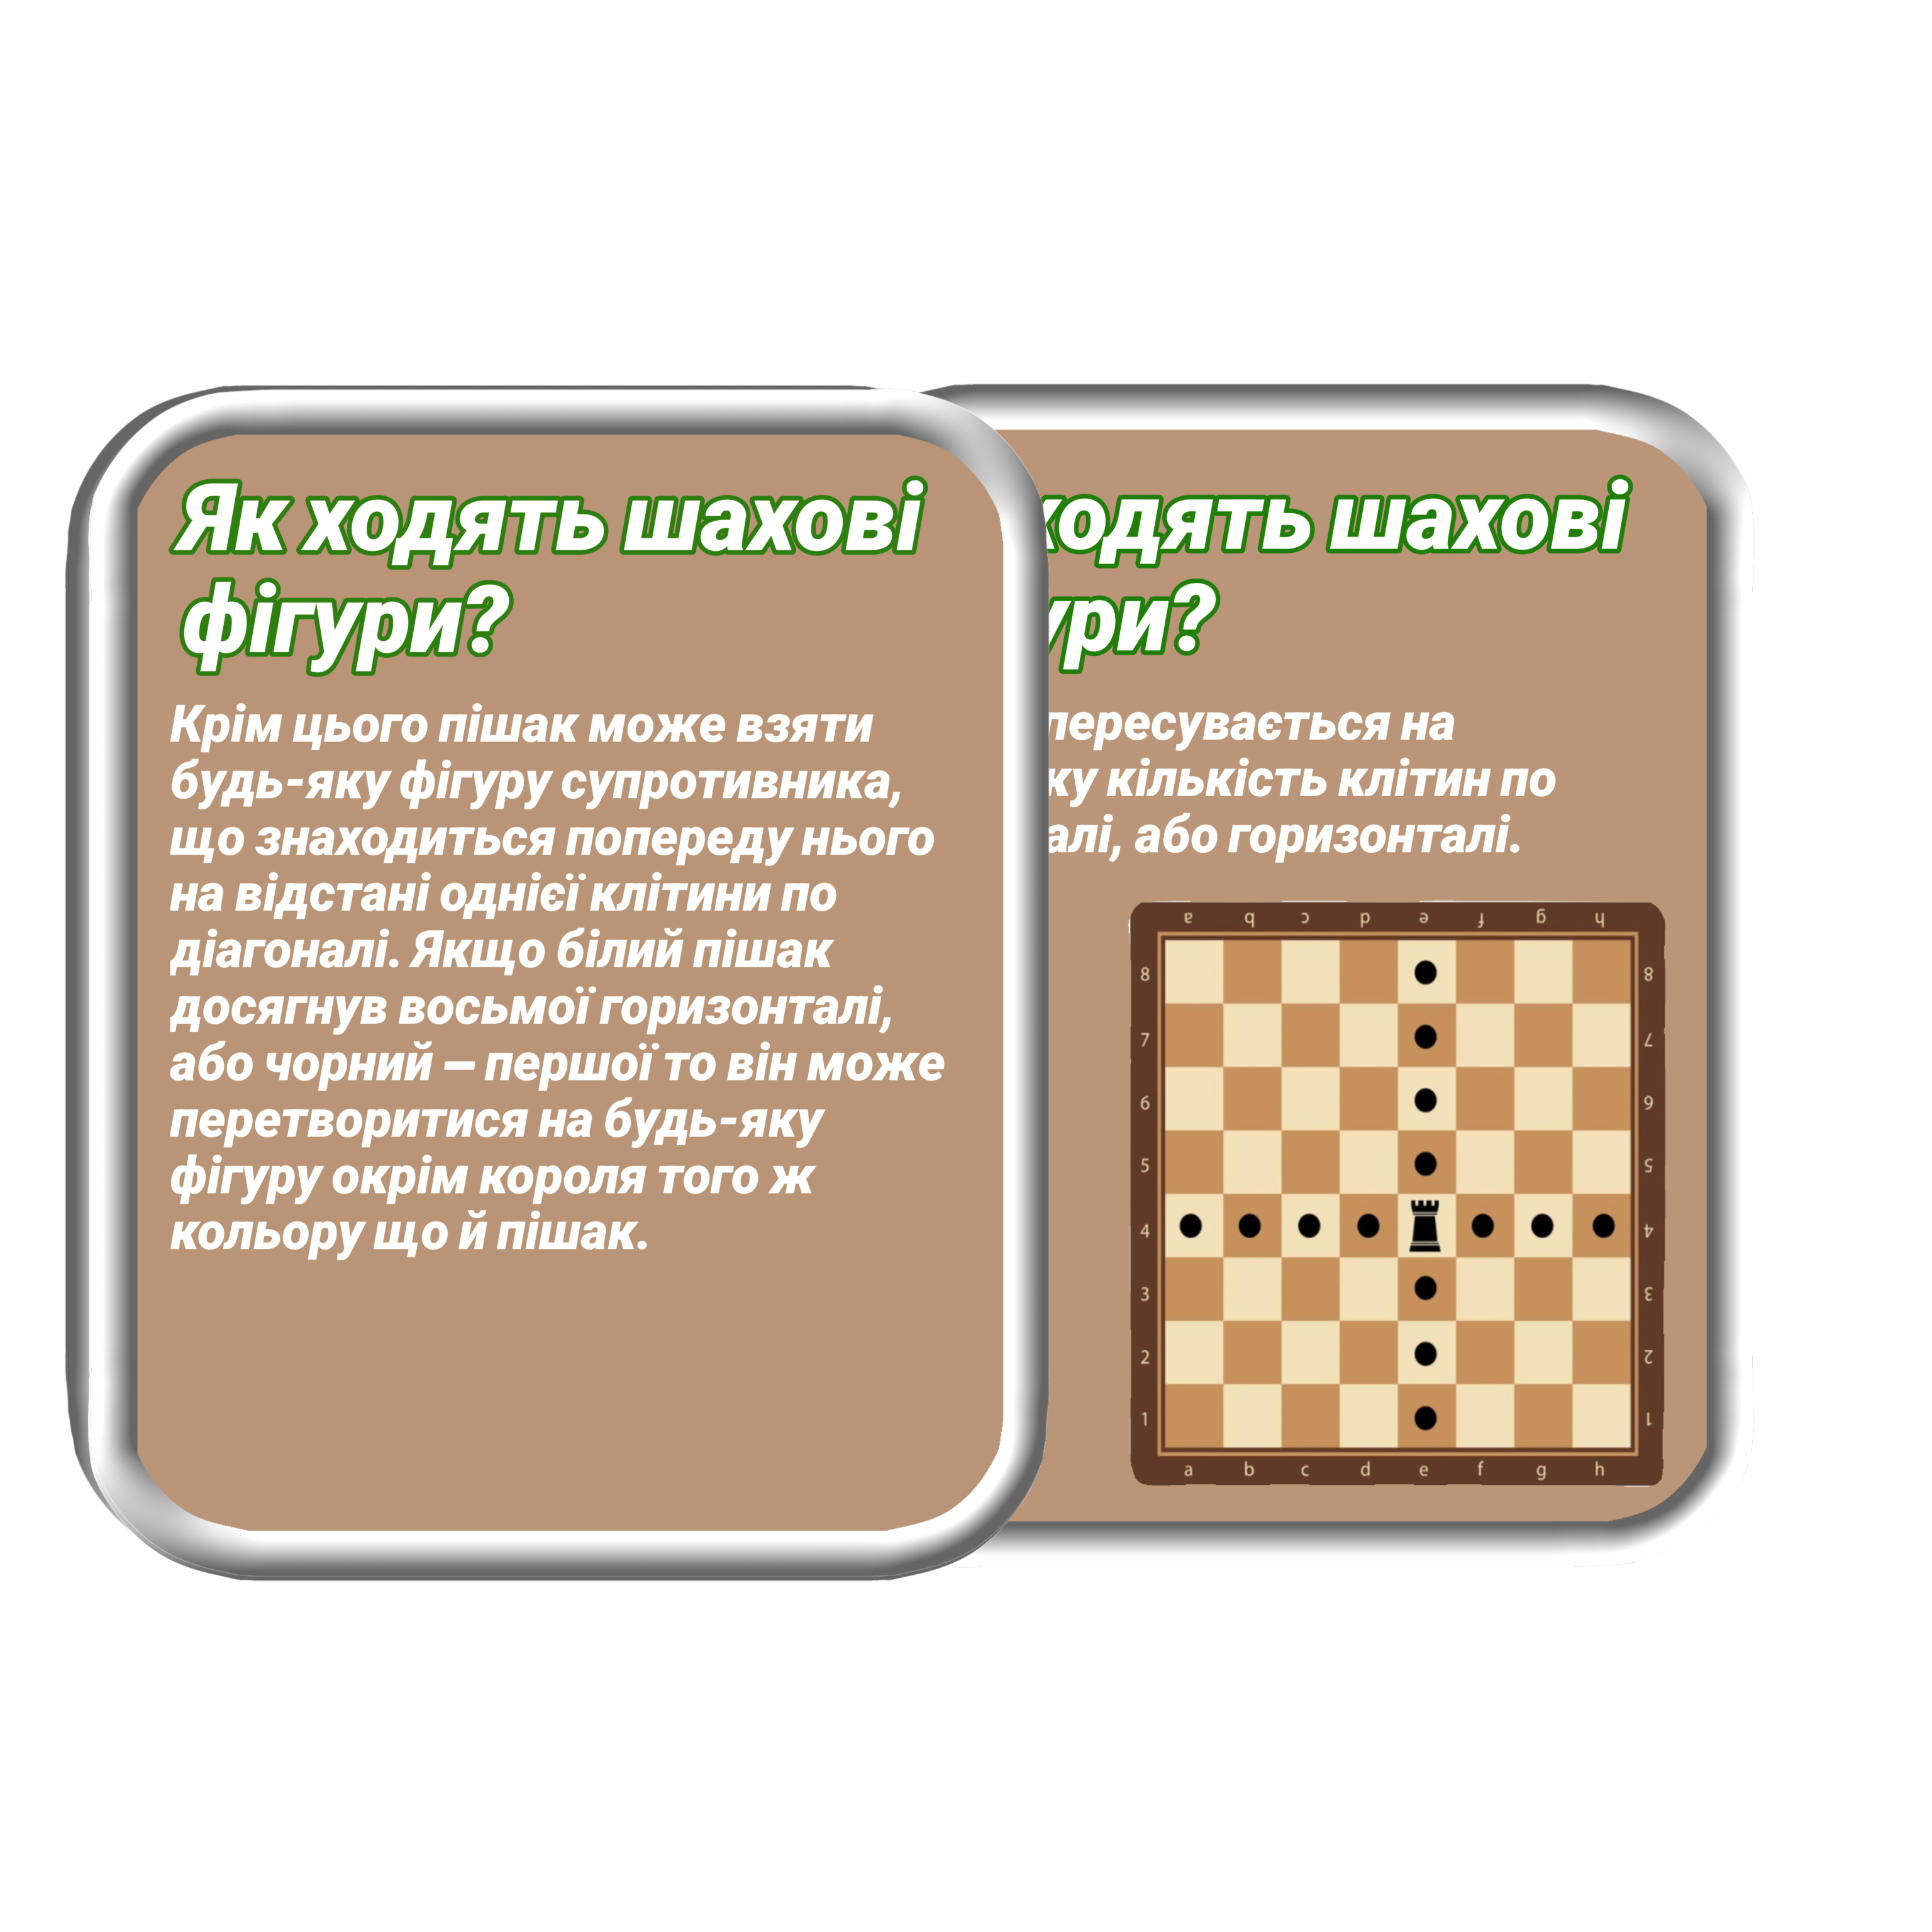 Як ходять шахові
фігури?
Крім цього пішак може взяти
будь-яку фігуру супротивника,
що знаходиться попереду нього
на відстані однієї клітини по
діагоналі. Якщо білий пішак
досягнув восьмої горизонталі,
або чорний — першої то він може
перетворитися на будь-яку
фігуру окрім короля того ж
кольору що й пішак.
ходять шахові
ури?
пересувається на
ку кількість клітин по
алі, або горизонталі.
a b c d e f g h
8 8
7 7
6 6
5 5
4 4
3 3
2 2
1 1
a b c d e f g h